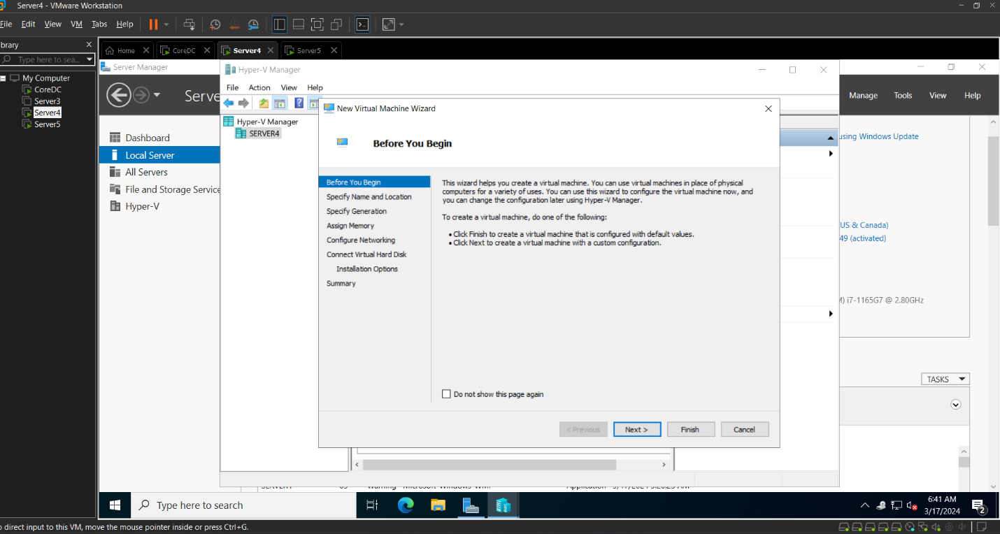 Server4 - VMware Workstation
File Edit View VM Tabs Help
brary
Type here to sea...
My Computer
CoreDC
Server3
Server4
Server5
Home
CoreDC
Server4
Server5
Server Manager
Serve
Manage Tools View Help
Dashboard
Local Server
All Servers
File and Storage Service
Hyper-V
Hyper-V Manager
File Action View Help
Hyper-V Manager
SERVER4
New Virtual Machine Wizard
Before You Begin
Before You Begin
Specify Name and Location
Specify Generation
Assign Memory
Configure Networking
Connect Virtual Hard Disk
Installation Options
Summary
This wizard helps you create a virtual machine. You can use virtual machines in place of physical
computers for a variety of uses. You can use this wizard to configure the virtual machine now, and
you can change the configuration later using Hyper-V Manager.
To create a virtual machine, do one of the following:
• Click Finish to create a virtual machine that is configured with default values.
• Click Next to create a virtual machine with a custom configuration.
Do not show this page again
< Previous Next > Finish Cancel
using Windows Update
US & Canada)
49 (activated)
M) i7-1165G7 @ 2.80GHz
TASKS
Type here to search
6:41 AM
3/17/2024
2
o direct input to this VM, move the mouse pointer inside or press Ctrl+G.